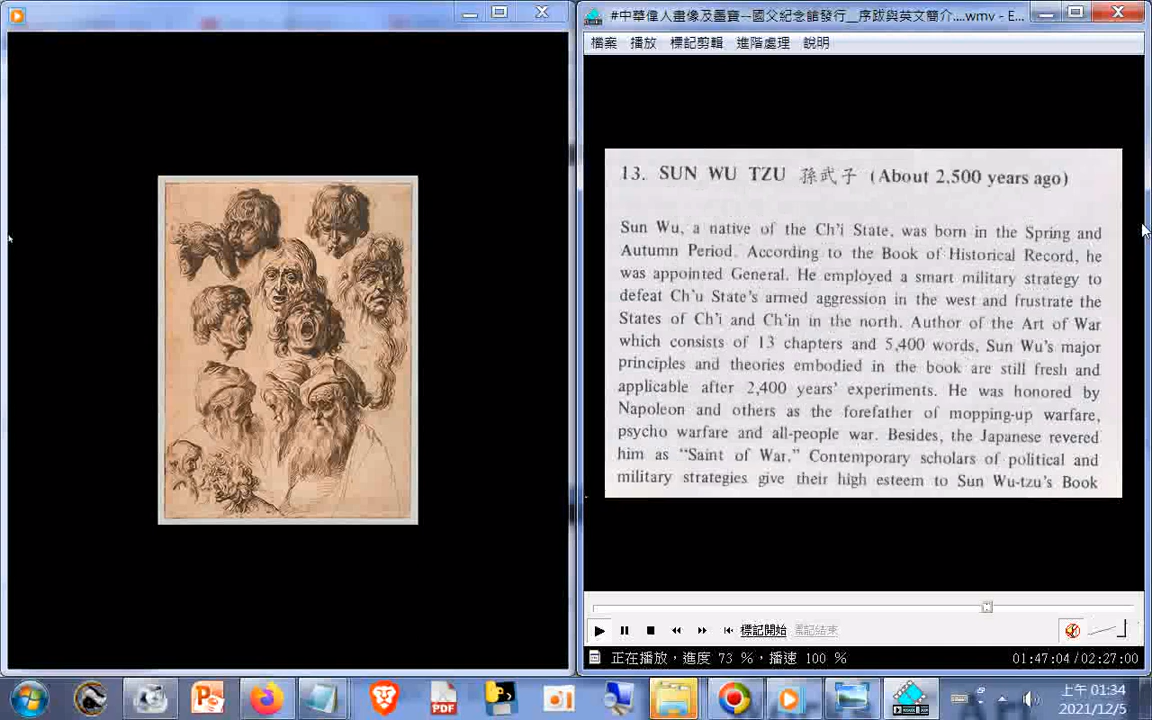 #中華偉人畫像及墨寶--國父紀念館發行__序跋與英文簡介....wmv - E...
檔案 播放 標記剪輯 進階處理 說明
13. SUN WU TZU 孫武子 (About 2,500 years ago)
Sun Wu, a native of the Ch'i State, was born in the Spring and
Autumn Period. According to the Book of Historical Record, he
was appointed General. He employed a smart military strategy to
defeat Ch'u State's armed aggression in the west and frustrate the
States of Ch'i and Ch'in in the north. Author of the Art of War
which consists of 13 chapters and 5,400 words, Sun Wu's major
principles and theories embodied in the book are still fresh and
applicable after 2,400 years' experiments. He was honored by
Napoleon and others as the forefather of mopping-up warfare,
psycho warfare and all-people war. Besides, the Japanese revered
him as “Saint of War.” Contemporary scholars of political and
military strategies give their high esteem to Sun Wu-tzu's Book
標記開始 標記結束
正在播放，進度 73 %，播速 100 %
01:47:04 / 02:27:00
PDF
上午 01:34
2021/12/5